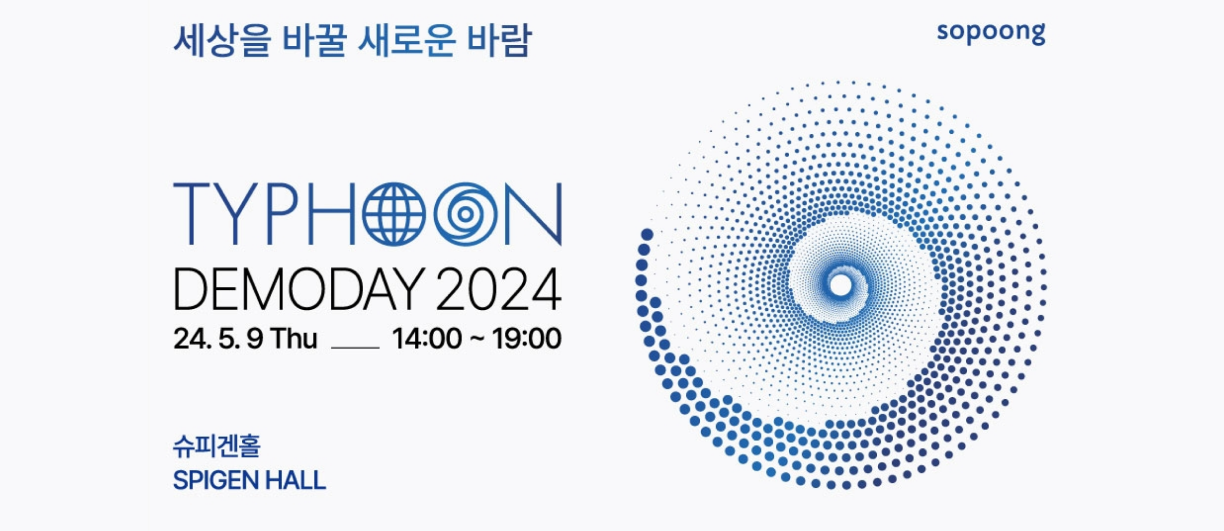 세상을 바꿀 새로운 바람
sopoong
TYPHOON
DEMODAY 2024
24. 5. 9 Thu ___ 14:00 ~ 19:00
슈피겐홀
SPIGEN HALL